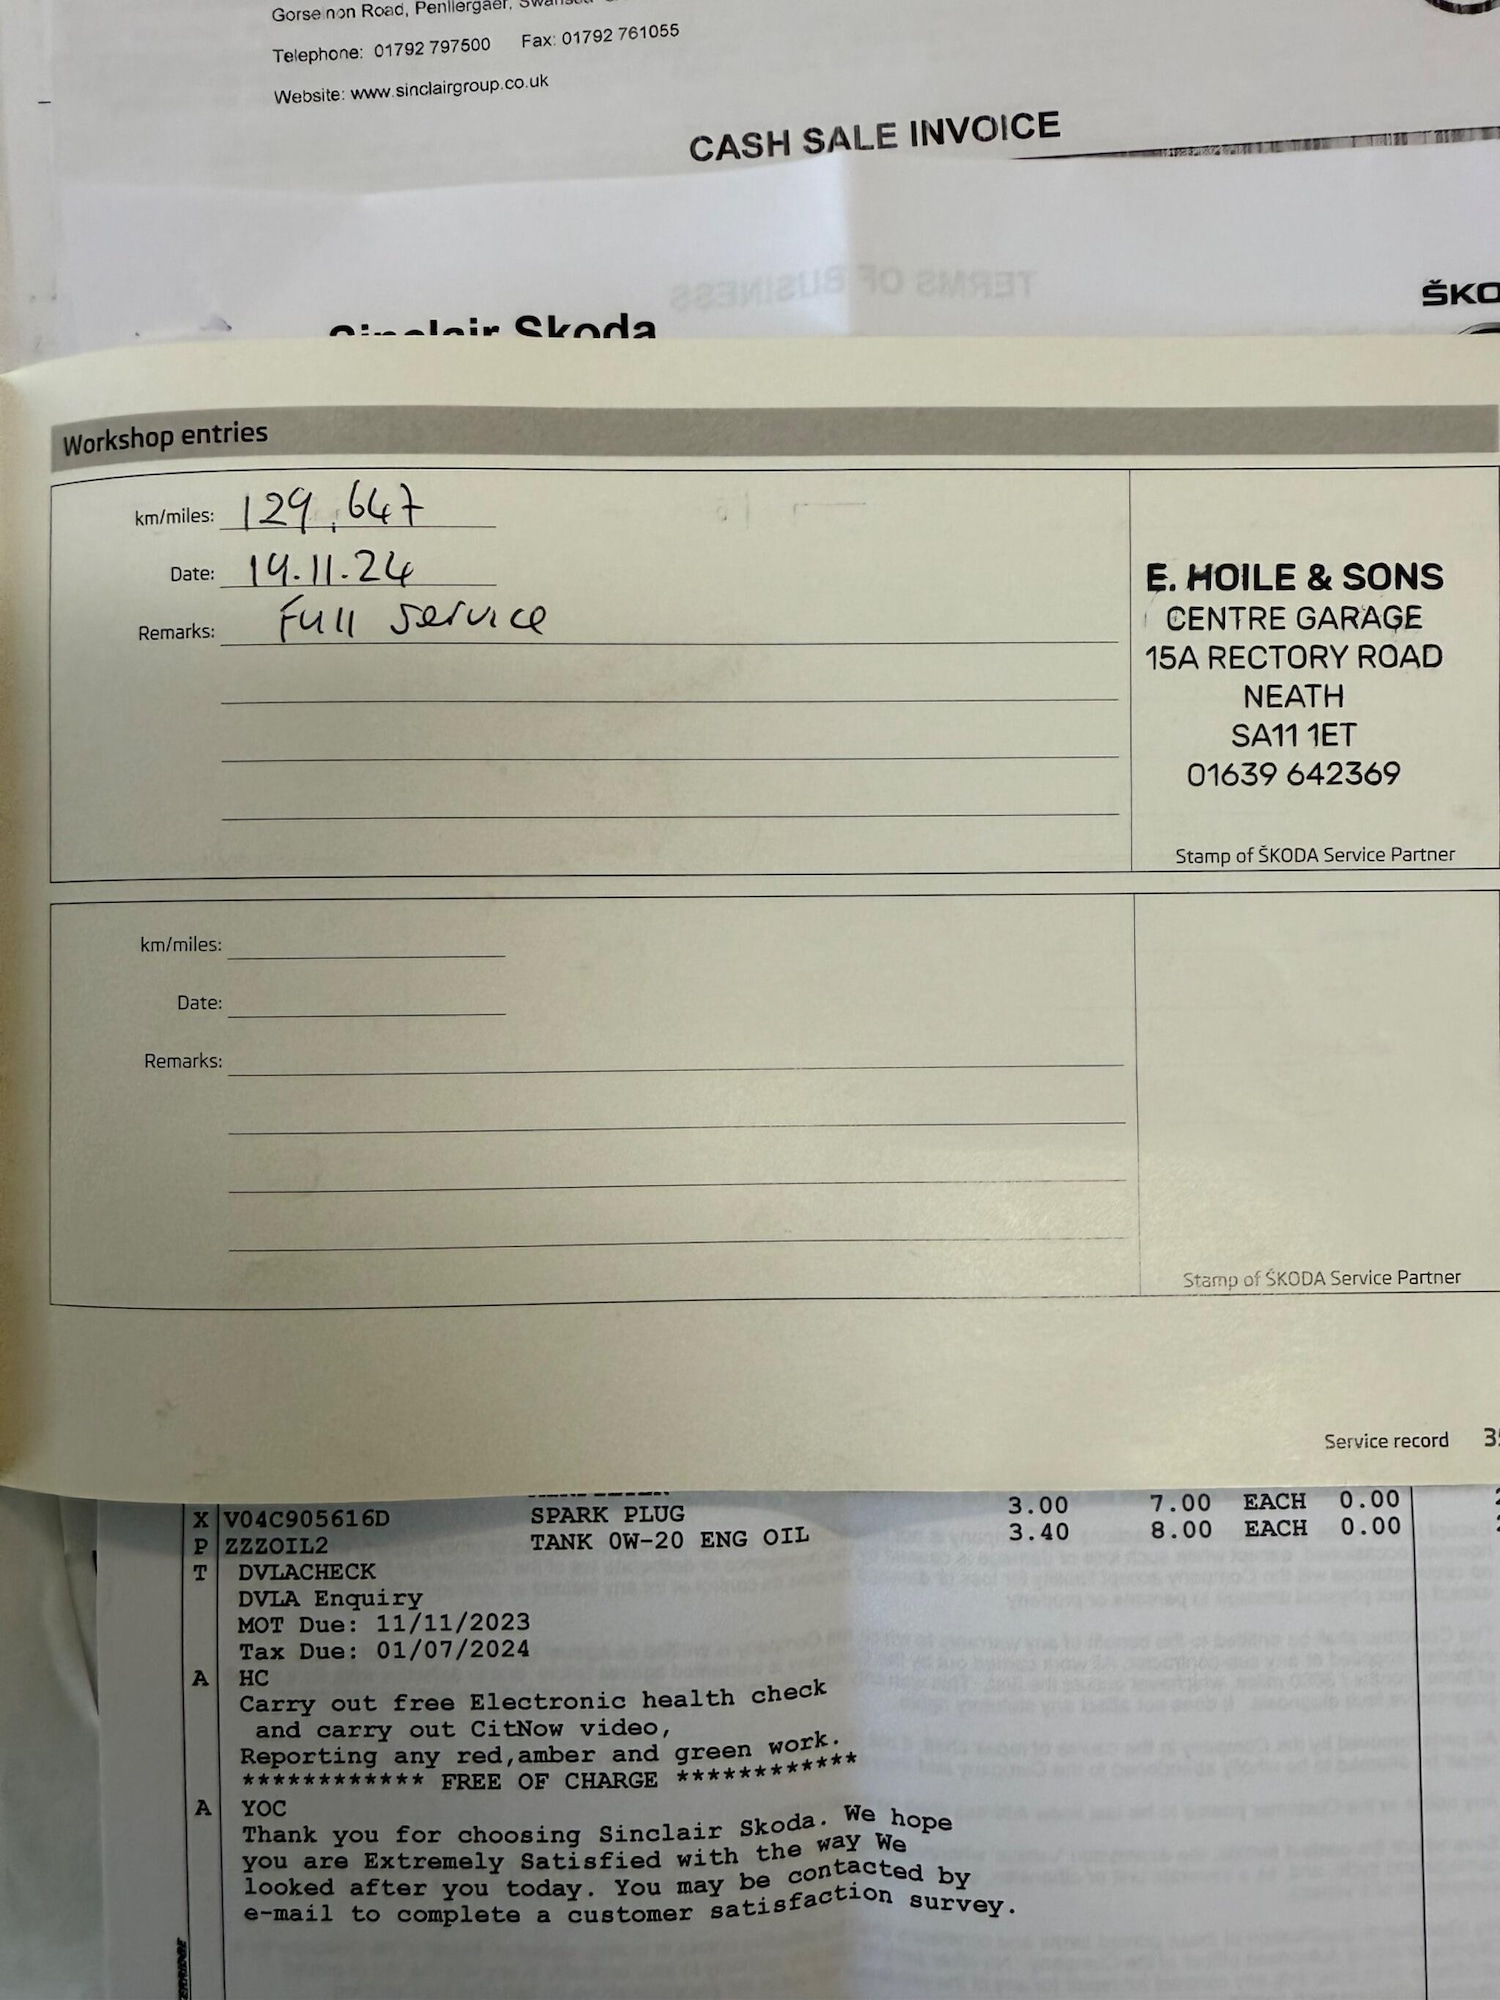 Gorseinon Road, Penllergaer, Swansea
Telephone: 01792 797500 Fax: 01792 761055
Website: www.sinclairgroup.co.uk
CASH SALE INVOICE
TERMS OF BUSINESS
ŠKO
Sinclair Skoda
Workshop entries
km/miles: 129,647
Date: 19.11.24
Remarks: Full Service
E. HOILE & SONS
CENTRE GARAGE
15A RECTORY ROAD
NEATH
SA11 1ET
01639 642369
Stamp of ŠKODA Service Partner
km/miles:
Date:
Remarks:
Stamp of ŠKODA Service Partner
Service record
X V04C905616D SPARK PLUG 3.00 7.00 EACH 0.00
P ZZZOIL2 TANK 0W-20 ENG OIL 3.40 8.00 EACH 0.00
T DVLACHECK
DVLA Enquiry
MOT Due: 11/11/2023
Tax Due: 01/07/2024
A HC
Carry out free Electronic health check
and carry out CitNow video,
Reporting any red,amber and green work.
************ FREE OF CHARGE ************
A YOC
Thank you for choosing Sinclair Skoda. We hope
you are Extremely Satisfied with the way We
looked after you today. You may be contacted by
e-mail to complete a customer satisfaction survey.